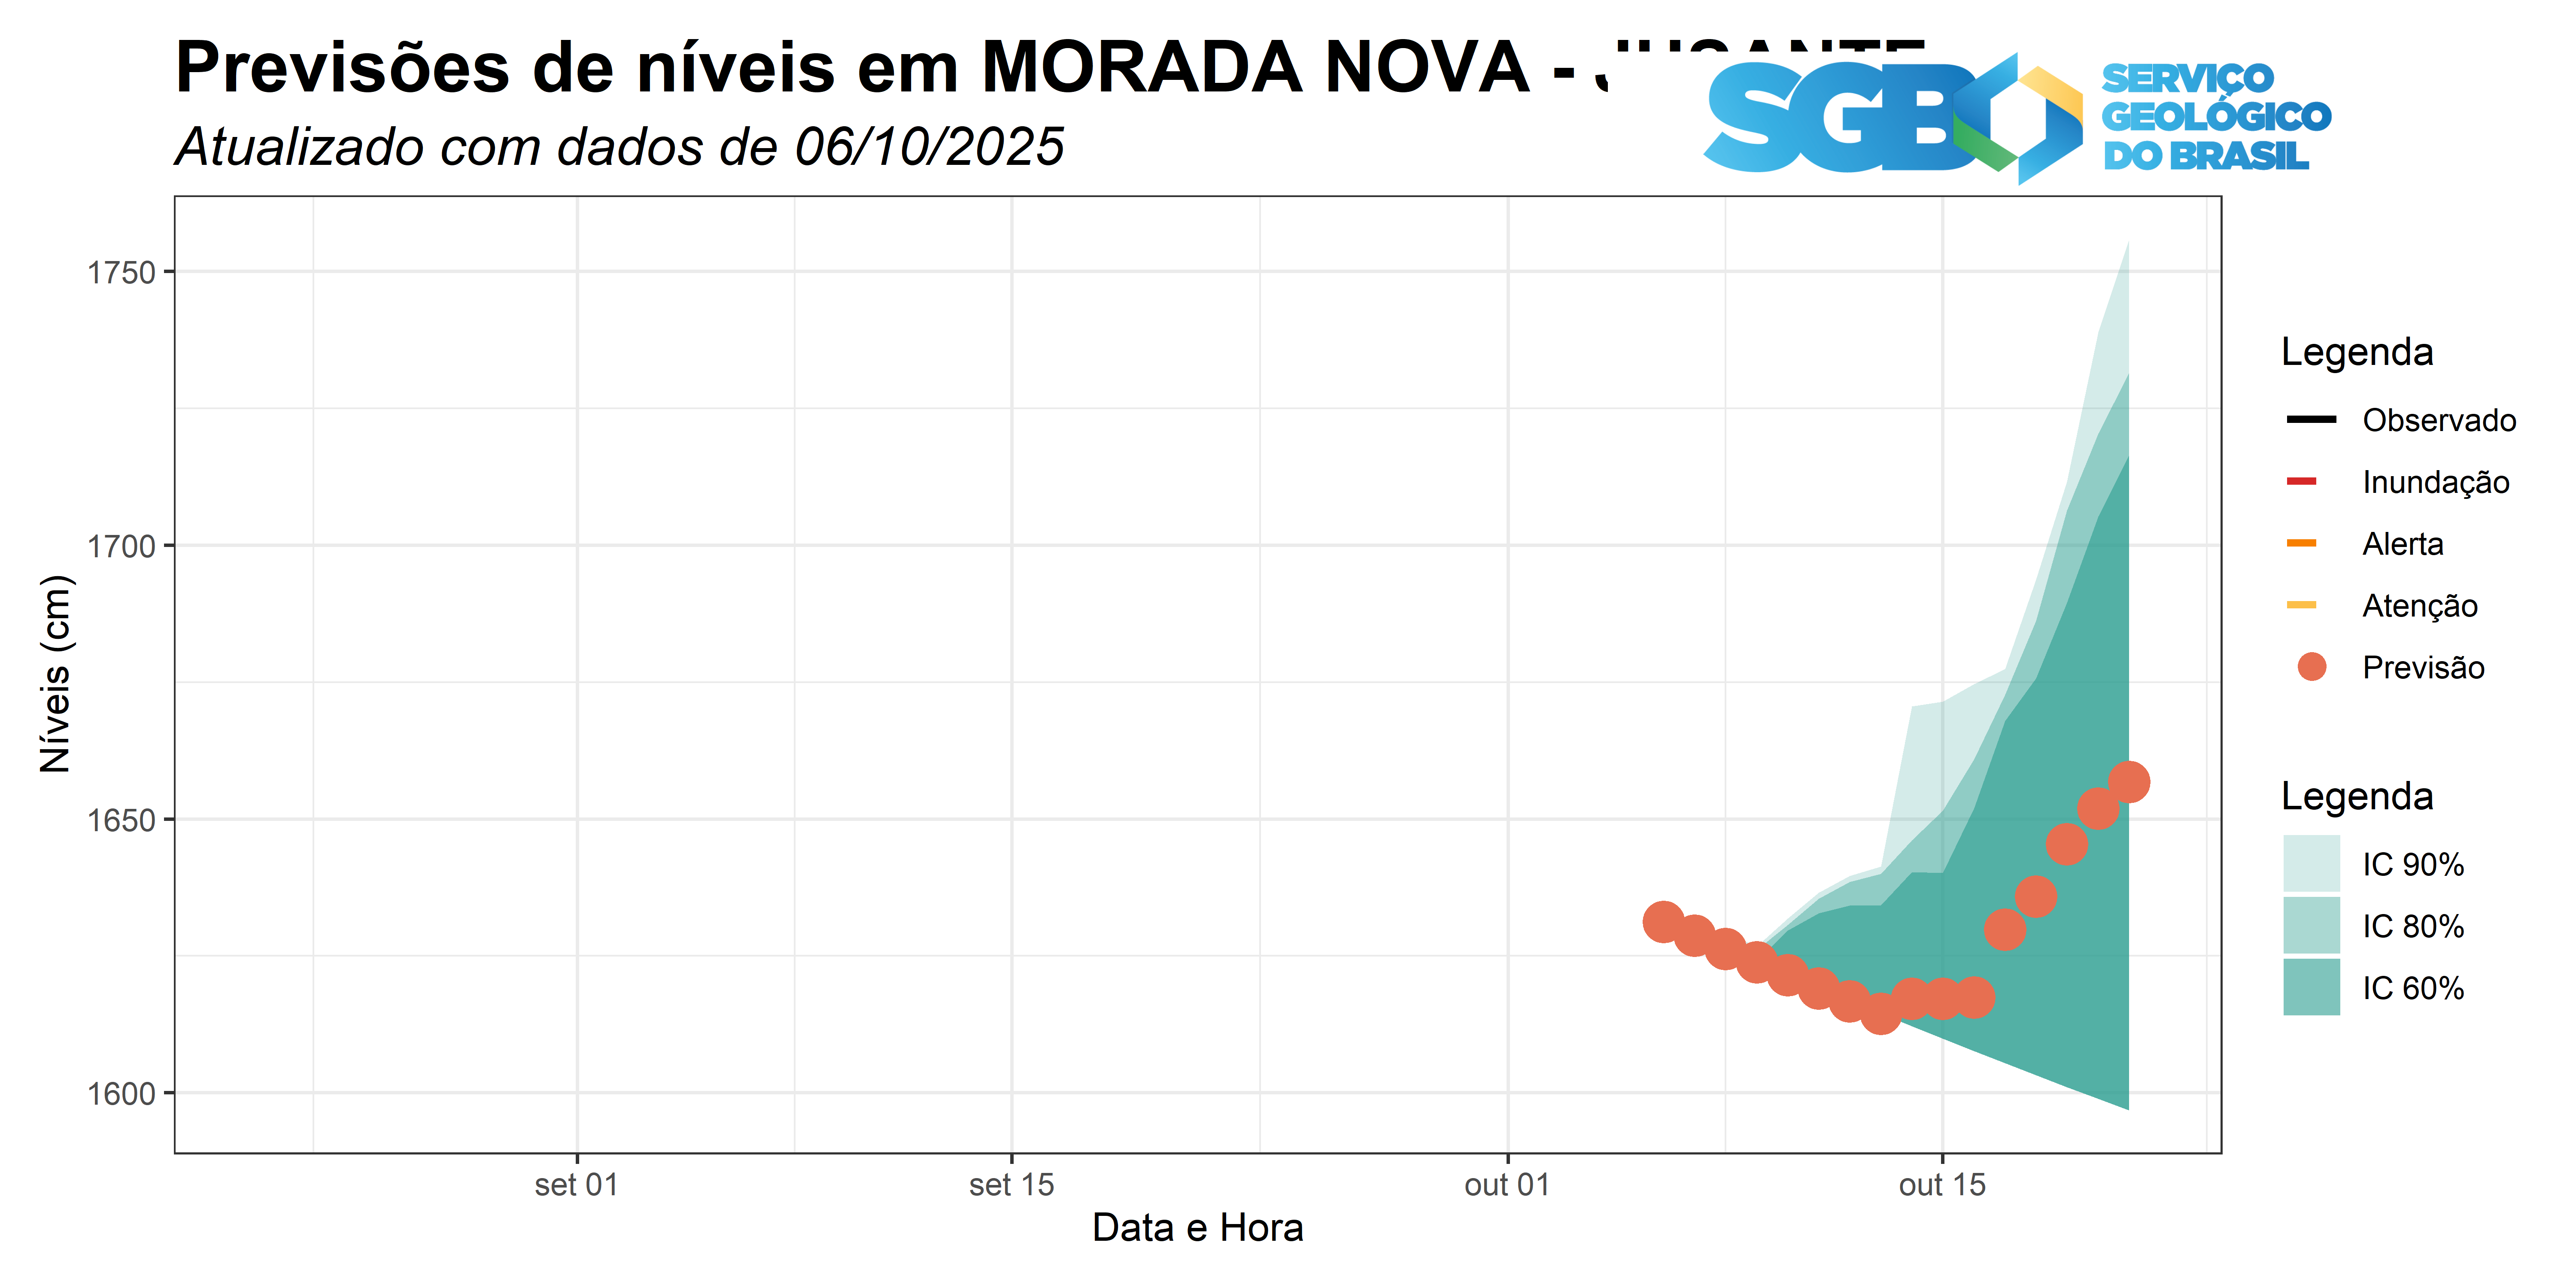 Previsões de níveis em MORADA NOVA -
Atualizado com dados de 06/10/2025
SGB
SERVIÇO
GEOLÓGICO
DO BRASIL
Níveis (cm)
1750
1700
1650
1600
set 01
set 15
out 01
out 15
Data e Hora
Legenda
Observado
Inundação
Alerta
Atenção
Previsão
Legenda
IC 90%
IC 80%
IC 60%